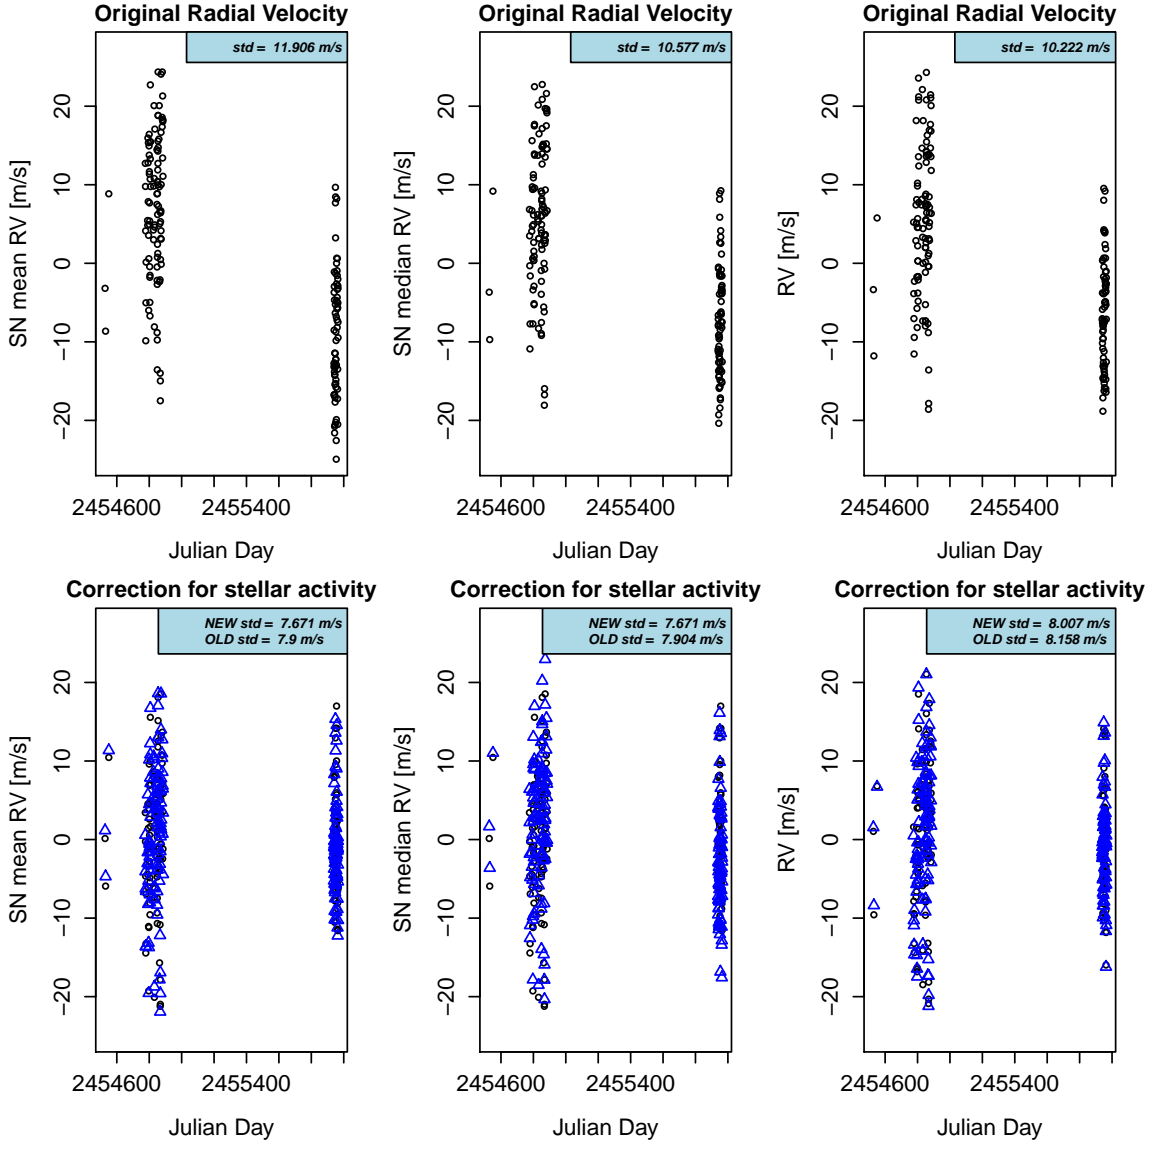 Original Radial Velocity
std = 11.906 m/s
SN mean RV [m/s]
20
10
0
−10
−20
2454600
2455400
Julian Day
Original Radial Velocity
std = 10.577 m/s
SN median RV [m/s]
20
10
0
−10
−20
2454600
2455400
Julian Day
Original Radial Velocity
std = 10.222 m/s
RV [m/s]
20
10
0
−10
−20
2454600
2455400
Julian Day
Correction for stellar activity
NEW std = 7.671 m/s
OLD std = 7.9 m/s
SN mean RV [m/s]
20
10
0
−10
−20
2454600
2455400
Julian Day
Correction for stellar activity
NEW std = 7.671 m/s
OLD std = 7.904 m/s
SN median RV [m/s]
20
10
0
−10
−20
2454600
2455400
Julian Day
Correction for stellar activity
NEW std = 8.007 m/s
OLD std = 8.158 m/s
RV [m/s]
20
10
0
−10
−20
2454600
2455400
Julian Day